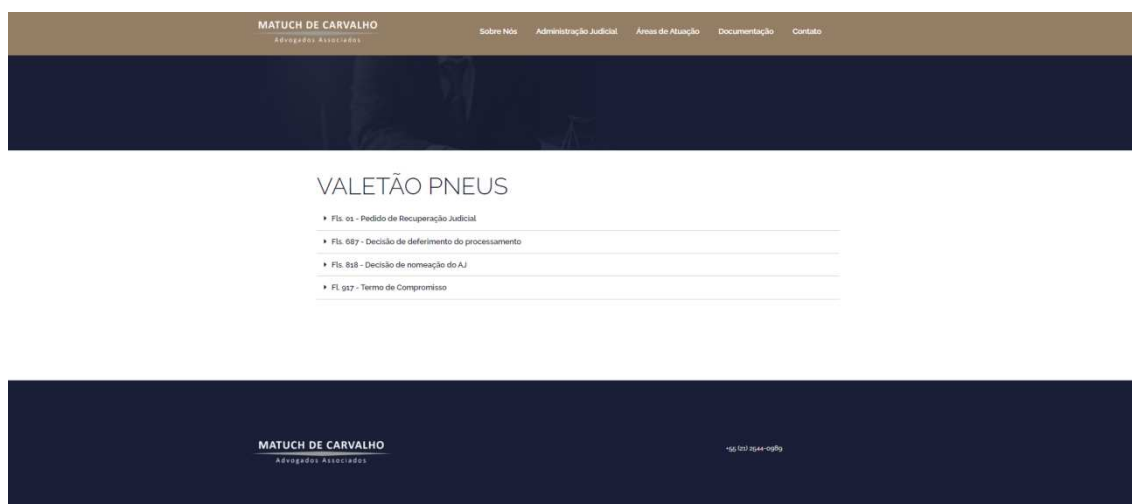 MATUCH DE CARVALHO
Advogados Associados
Sobre Nós Administração Judicial Áreas de Atuação Documentação Contato
VALETÃO PNEUS
Fls. 01 - Pedido de Recuperação Judicial
Fls. 687 - Decisão de deferimento do processamento
Fls. 818 - Decisão de nomeação do AJ
Fl. 917 - Termo de Compromisso
MATUCH DE CARVALHO
Advogados Associados
+55 (21) 2544-0989